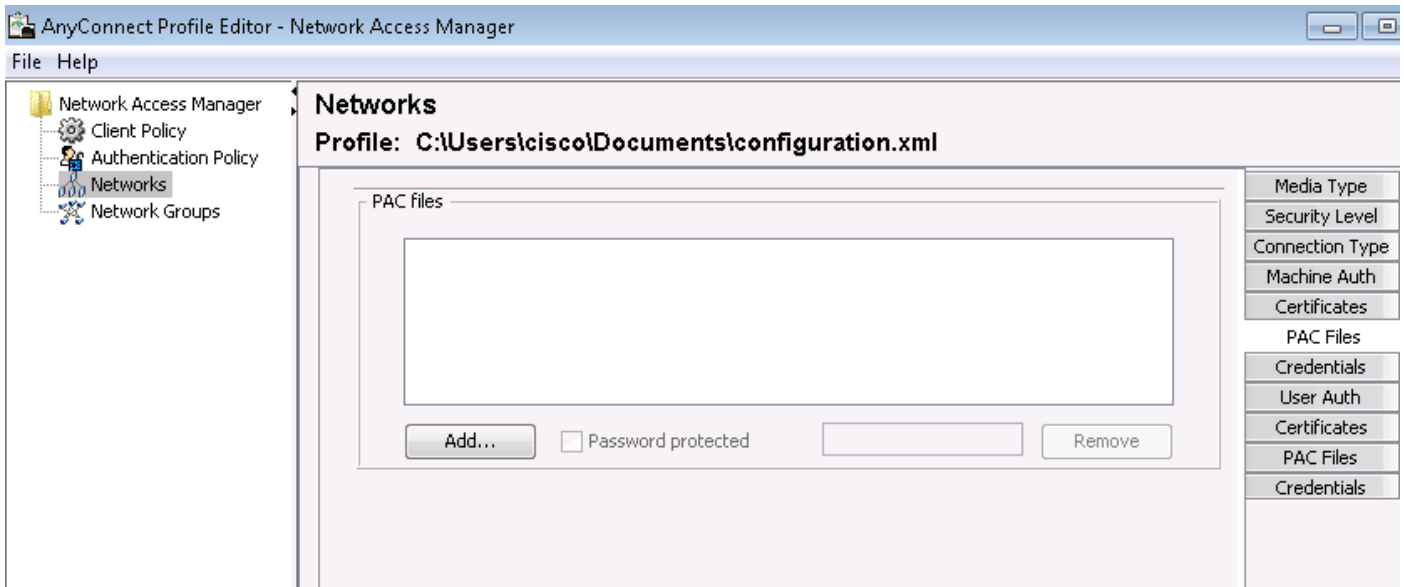 AnyConnect Profile Editor - Network Access Manager
File Help
Network Access Manager
Client Policy
Authentication Policy
Networks
Network Groups
Networks
Profile: C:\Users\cisco\Documents\configuration.xml
PAC files
Add...
Password protected
Remove
Media Type
Security Level
Connection Type
Machine Auth
Certificates
PAC Files
Credentials
User Auth
Certificates
PAC Files
Credentials